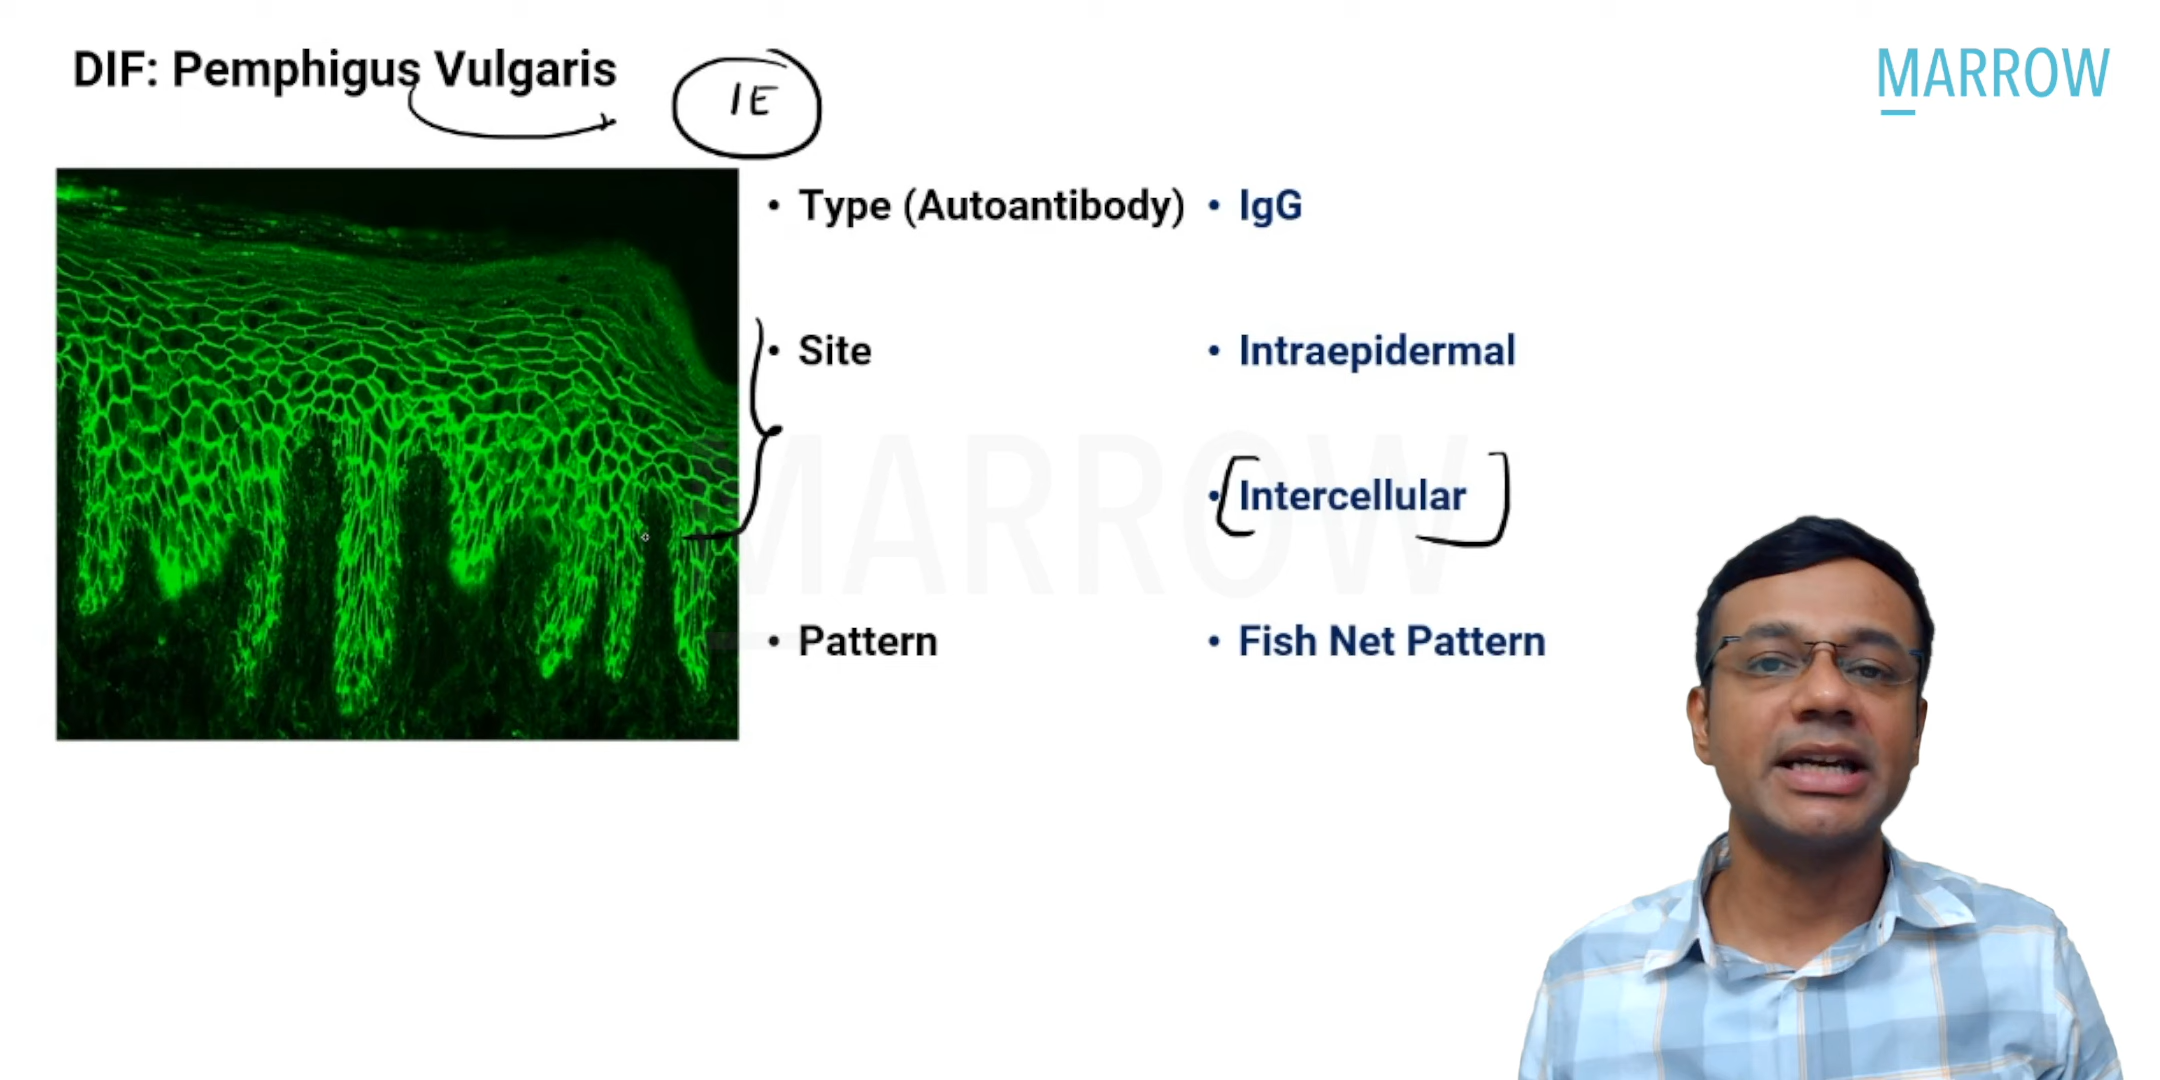 DIF: Pemphigus Vulgaris
IE
MARROW
• Type (Autoantibody) • IgG
• Site • Intraepidermal
• Intercellular
• Pattern • Fish Net Pattern
MARROW